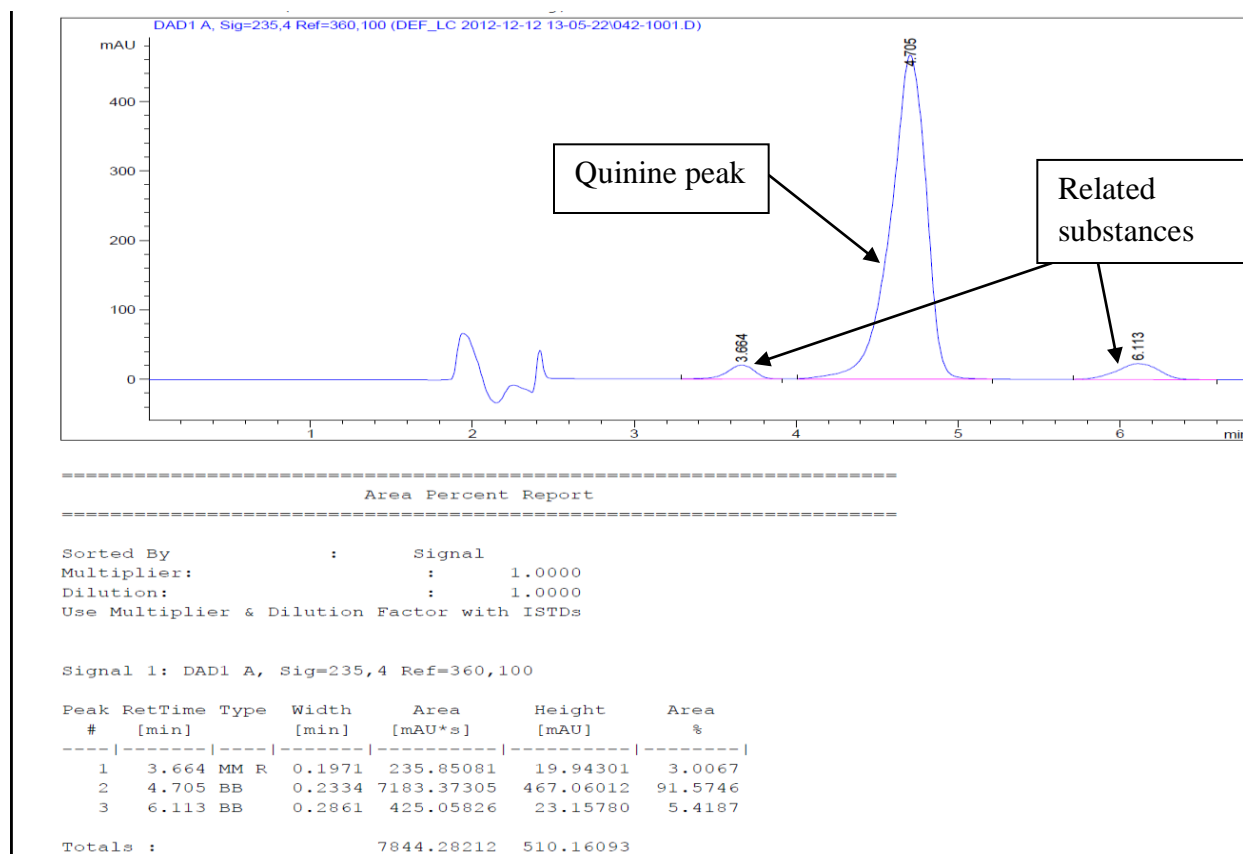 DAD1 A, Sig=235,4 Ref=360,100 (DEF_LC 2012-12-12 13-05-22\042-1001.D)
mAU
400
300
200
100
0
4.705
3.664
6.113
Quinine peak
Related
substances
1 2 3 4 5 6 min
=====================================================================
Area Percent Report
=====================================================================
Sorted By : Signal
Multiplier: : 1.0000
Dilution: : 1.0000
Use Multiplier & Dilution Factor with ISTDs
Signal 1: DAD1 A, Sig=235,4 Ref=360,100
Peak RetTime Type Width Area Height Area
# [min] [min] [mAU*s] [mAU] %
----|-------|----|-------|----------|----------|--------|
1 3.664 MM R 0.1971 235.85081 19.94301 3.0067
2 4.705 BB 0.2334 7183.37305 467.06012 91.5746
3 6.113 BB 0.2861 425.05826 23.15780 5.4187
Totals : 7844.28212 510.16093